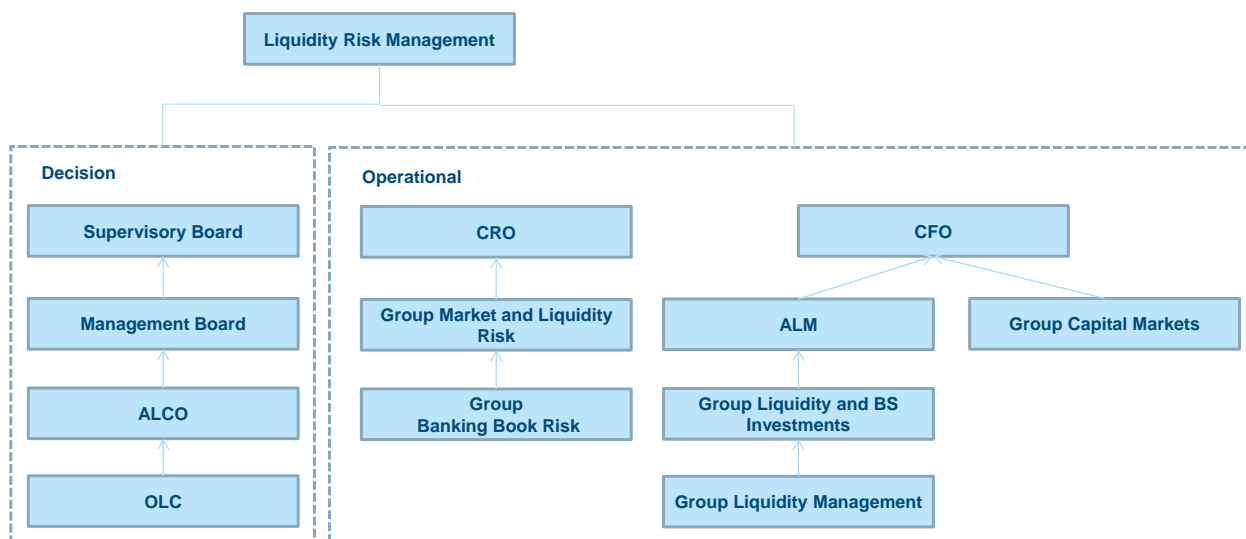 Liquidity Risk Management
Decision
Supervisory Board
Management Board
ALCO
OLC
Operational
CRO
Group Market and Liquidity
Risk
Group
Banking Book Risk
CFO
ALM
Group Liquidity and BS
Investments
Group Liquidity Management
Group Capital Markets